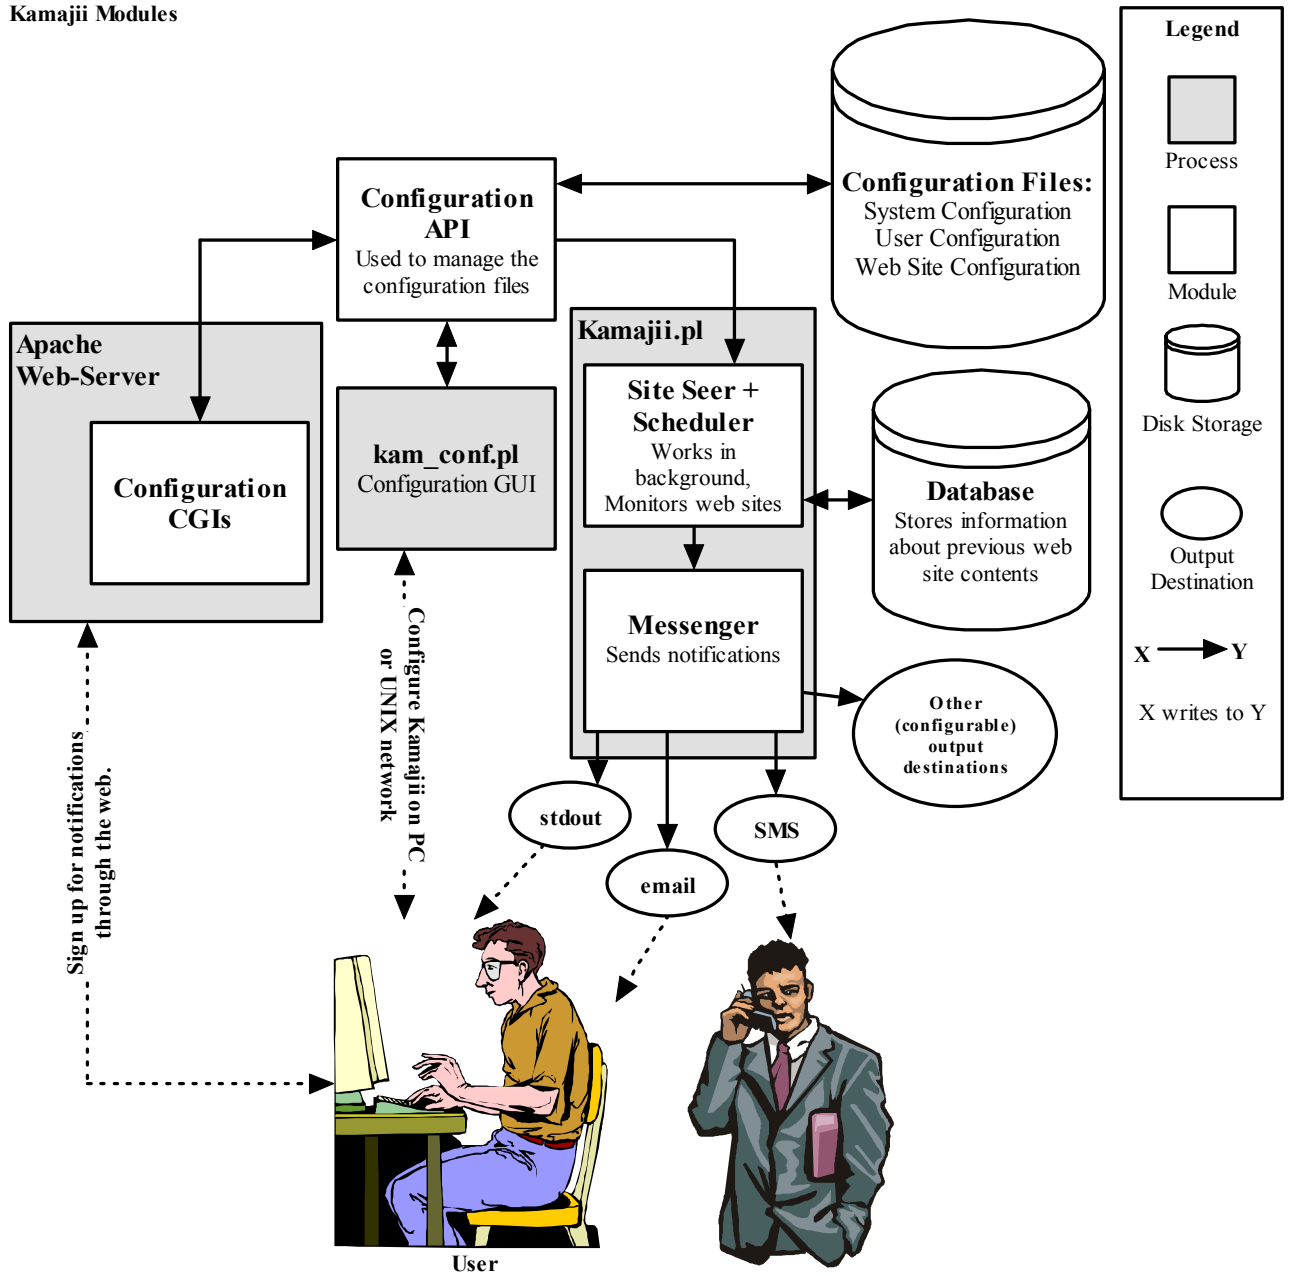 Kamajii Modules
Configuration
API
Used to manage the
configuration files
Configuration Files:
System Configuration
User Configuration
Web Site Configuration
Apache
Web-Server
Configuration
CGIs
kam_conf.pl
Configuration GUI
Kamajii.pl
Site Seer +
Scheduler
Works in
background,
Monitors web sites
Database
Stores information
about previous web
site contents
Messenger
Sends notifications
Other
(configurable)
output
destinations
stdout
email
SMS
Configure Kamajii on PC
or UNIX network
Sign up for notifications
through the web.
User
Legend
Process
Module
Disk Storage
Output
Destination
X Y
X writes to Y